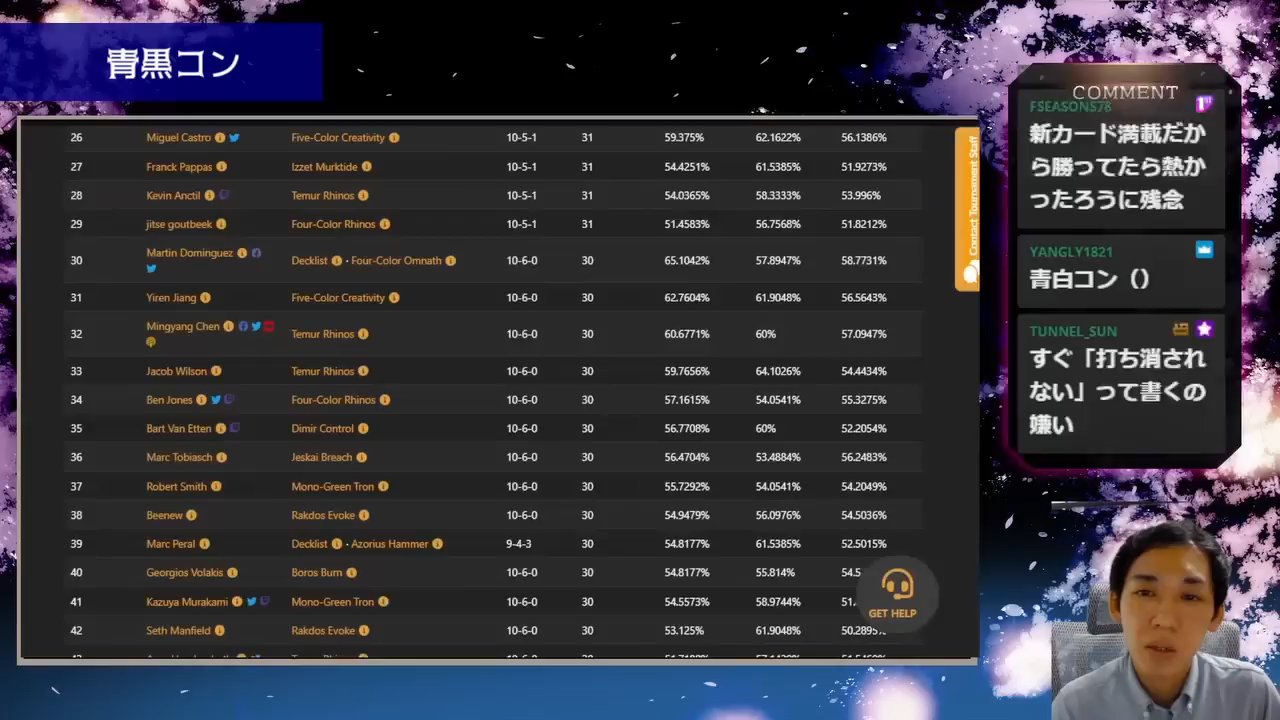 青黒コン
26 Miguel Castro Five-Color Creativity 10-5-1 31 59.375% 62.1622% 56.1386%
27 Franck Pappas Izzet Murktide 10-5-1 31 54.4251% 61.5385% 51.9273%
28 Kevin Anctil Temur Rhinos 10-5-1 31 54.0365% 58.3333% 53.996%
29 jitse goutbeek Four-Color Rhinos 10-5-1 31 51.4583% 56.7568% 51.8212%
30 Martin Dominguez Decklist · Four-Color Omnath 10-6-0 30 65.1042% 57.8947% 58.7731%
31 Yiren Jiang Five-Color Creativity 10-6-0 30 62.7604% 61.9048% 56.5643%
32 Mingyang Chen Temur Rhinos 10-6-0 30 60.6771% 60% 57.0947%
33 Jacob Wilson Temur Rhinos 10-6-0 30 59.7656% 64.1026% 54.4434%
34 Ben Jones Four-Color Rhinos 10-6-0 30 57.1615% 54.0541% 55.3275%
35 Bart Van Etten Dimir Control 10-6-0 30 56.7708% 60% 52.2054%
36 Marc Tobiasch Jeskai Breach 10-6-0 30 56.4704% 53.4884% 56.2483%
37 Robert Smith Mono-Green Tron 10-6-0 30 55.7292% 54.0541% 54.2049%
38 Beenew Rakdos Evoke 10-6-0 30 54.9479% 56.0976% 54.5036%
39 Marc Peral Decklist · Azorius Hammer 9-4-3 30 54.8177% 61.5385% 52.5015%
40 Georgios Volakis Boros Burn 10-6-0 30 54.8177% 55.814% 54.5
41 Kazuya Murakami Mono-Green Tron 10-6-0 30 54.5573% 58.9744% 51.
42 Seth Manfield Rakdos Evoke 10-6-0 30 53.125% 61.9048% 50.2895%
Contact Tournament Staff
GET HELP
COMMENT
FSEASONS78
新カード満載だか
ら勝ってたら熱か
ったろうに残念
YANGLY1821
青白コン（）
TUNNEL_SUN
すぐ「打ち消され
ない」って書くの
嫌い